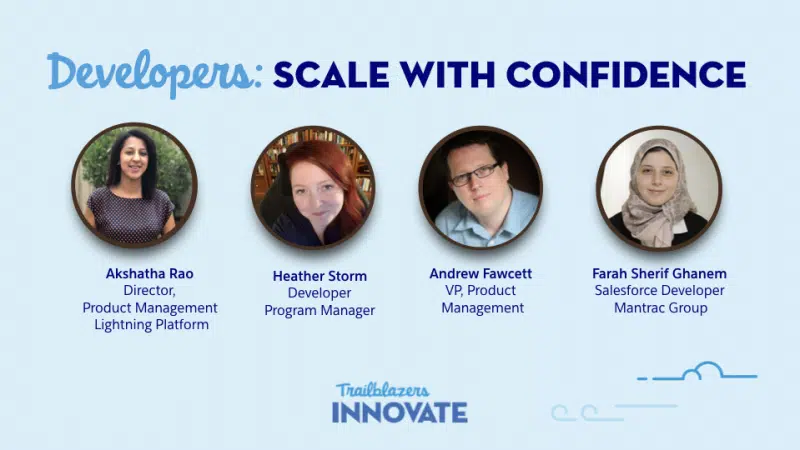 Developers: SCALE WITH CONFIDENCE
Akshatha Rao
Director,
Product Management
Lightning Platform
Heather Storm
Developer
Program Manager
Andrew Fawcett
VP, Product
Management
Farah Sherif Ghanem
Salesforce Developer
Mantrac Group
Trailblazers
INNOVATE